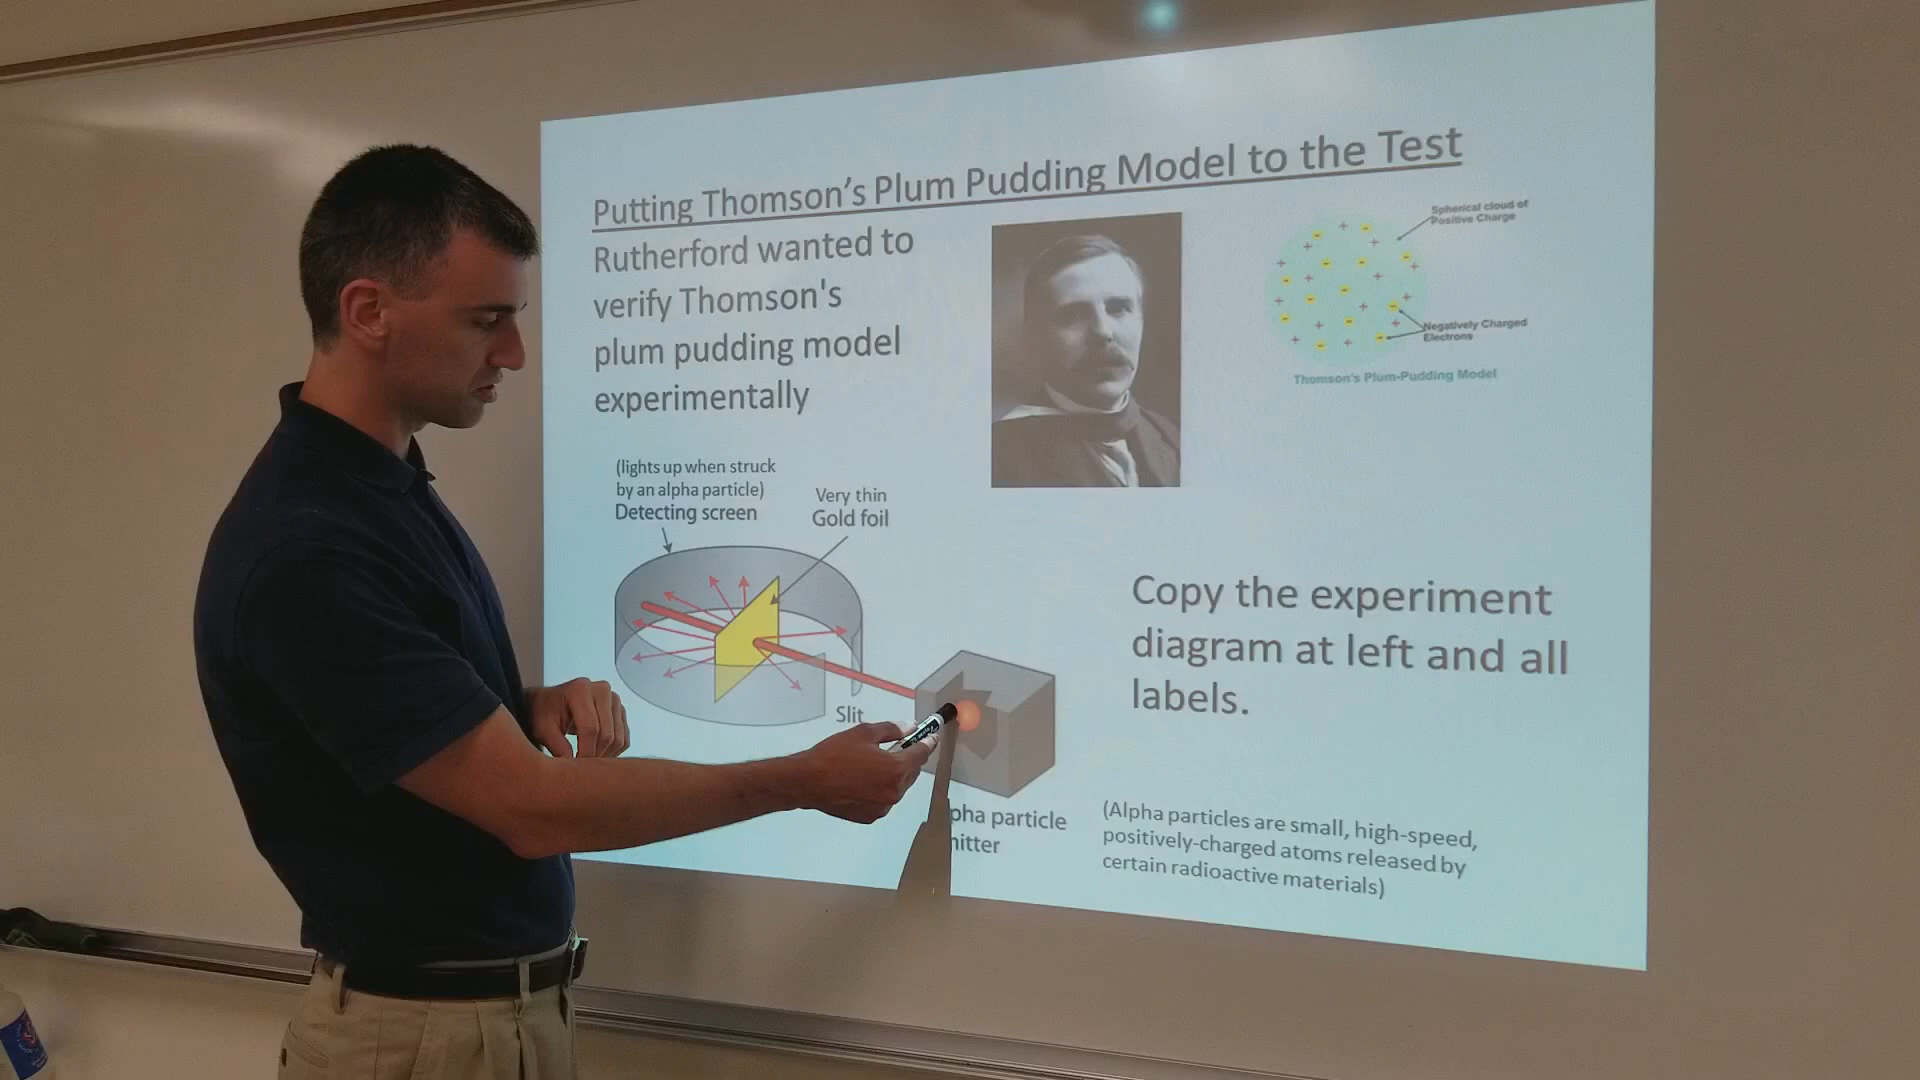 Putting Thomson's Plum Pudding Model to the Test
Rutherford wanted to
verify Thomson's
plum pudding model
experimentally
Spherical cloud of
Positive Charge
Negatively Charged
Electrons
Thomson's Plum-Pudding Model
(lights up when struck
by an alpha particle)
Detecting screen
Very thin
Gold foil
Slit
particle
Copy the experiment
diagram at left and all
labels.
(Alpha particles are small, high-speed,
positively-charged atoms released by
certain radioactive materials)